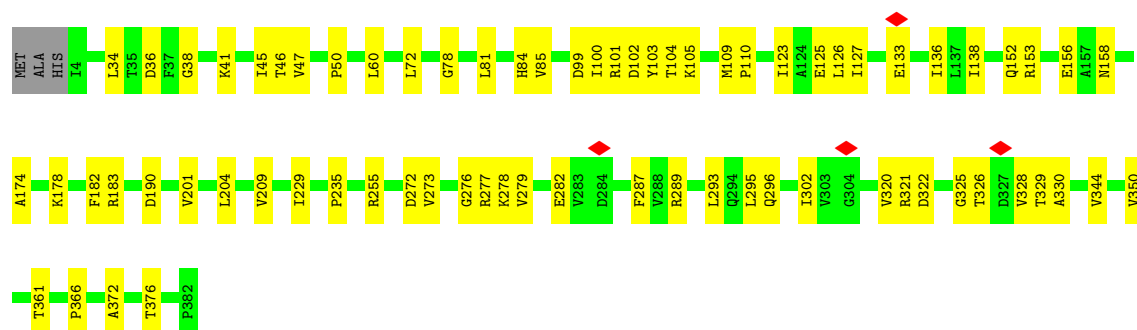 MET ALA HIS I4 L34 T35 D36 F37 G38 K41 I45 T46 V47 P50 L60 L72 G78 L81 H84 V85 D99 I100 R101 D102 Y103 T104 K105 M109 P110 I123 A124 E125 L126 I127 E133 I136 L137 I138 Q152 R153 E156 A157 N158
A174 K178 F182 R183 D190 V201 L204 V209 I229 P235 R255 D272 V273 G276 R277 K278 V279 E282 V283 D284 F287 V288 R289 L293 Q294 L295 Q296 I302 V303 G304 V320 R321 D322 G325 T326 D327 V328 T329 A330 V344 V350
T361 P366 A372 T376 P382